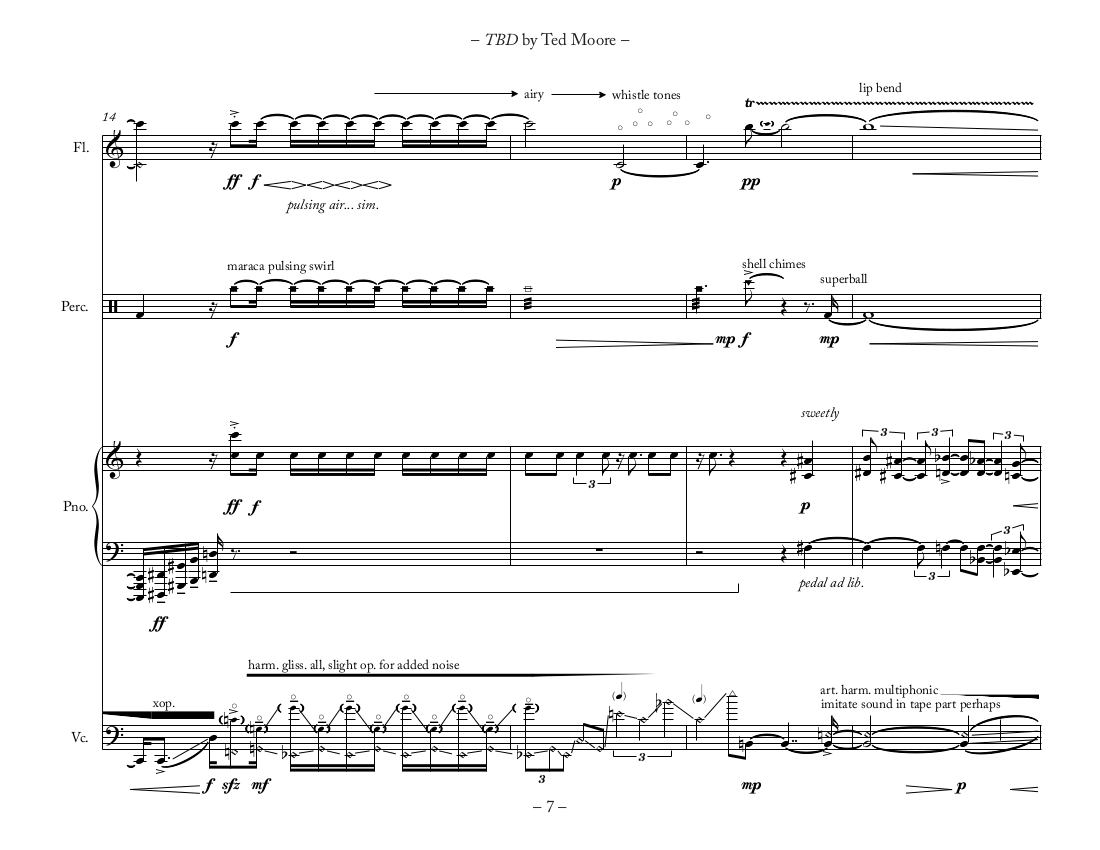 – TBD by Ted Moore –
airy
whistle tones
lip bend
14
tr
Fl.
ff f
p
pp
pulsing air... sim.
maraca pulsing swirl
shell chimes
superball
Perc.
f
mp f
mp
sweetly
3
3
3
3
Pno.
ff f
p
3
3
pedal ad lib.
ff
harm. gliss. all, slight op. for added noise
xop.
art. harm. multiphonic
imitate sound in tape part perhaps
Vc.
3
3
f sfz mf
mp
p
– 7 –